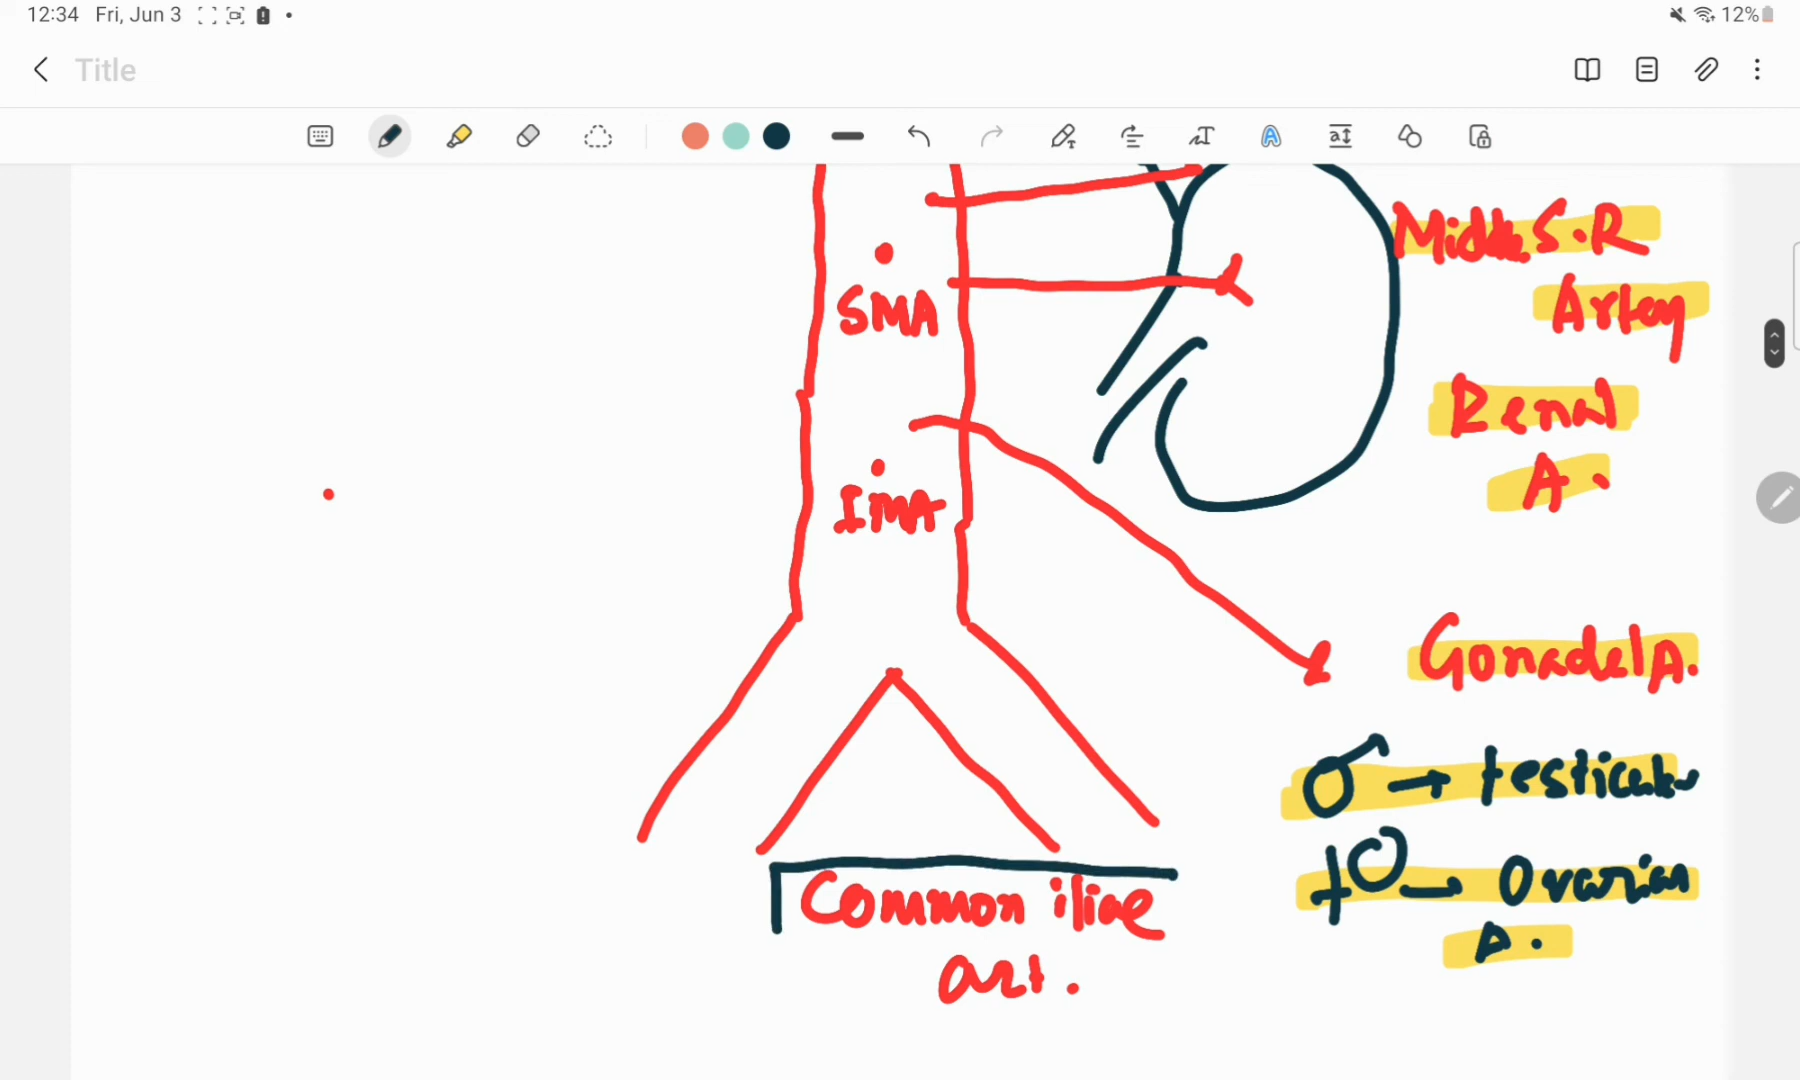 12:34 Fri, Jun 3
12%
Title
Middle S.R
Artery
SMA
Renal
A.
IMA
Gonadal A.
♂ → testicular
♀ → Ovarian
A.
Common iliac
art.